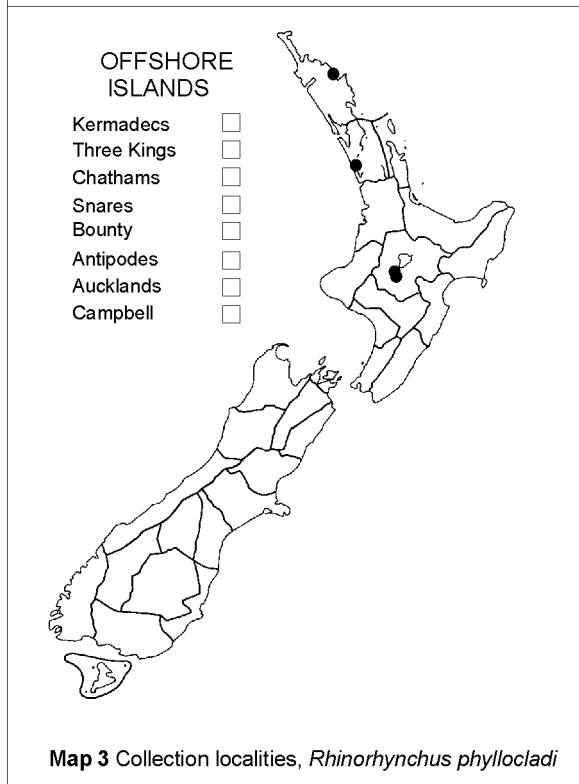 OFFSHORE
ISLANDS
Kermadecs
Three Kings
Chathams
Snares
Bounty
Antipodes
Aucklands
Campbell
Map 3 Collection localities, Rhinorhynchus phyllocladi